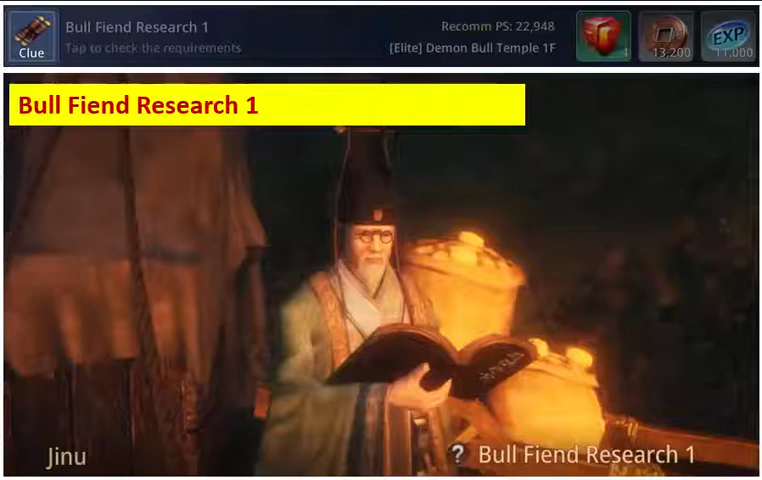 Bull Fiend Research 1
Recomm PS: 22,948
Clue
Tap to check the requirements
[Elite] Demon Bull Temple 1F
4
13,200
EXP
11,000
Bull Fiend Research 1
Jinu
? Bull Fiend Research 1